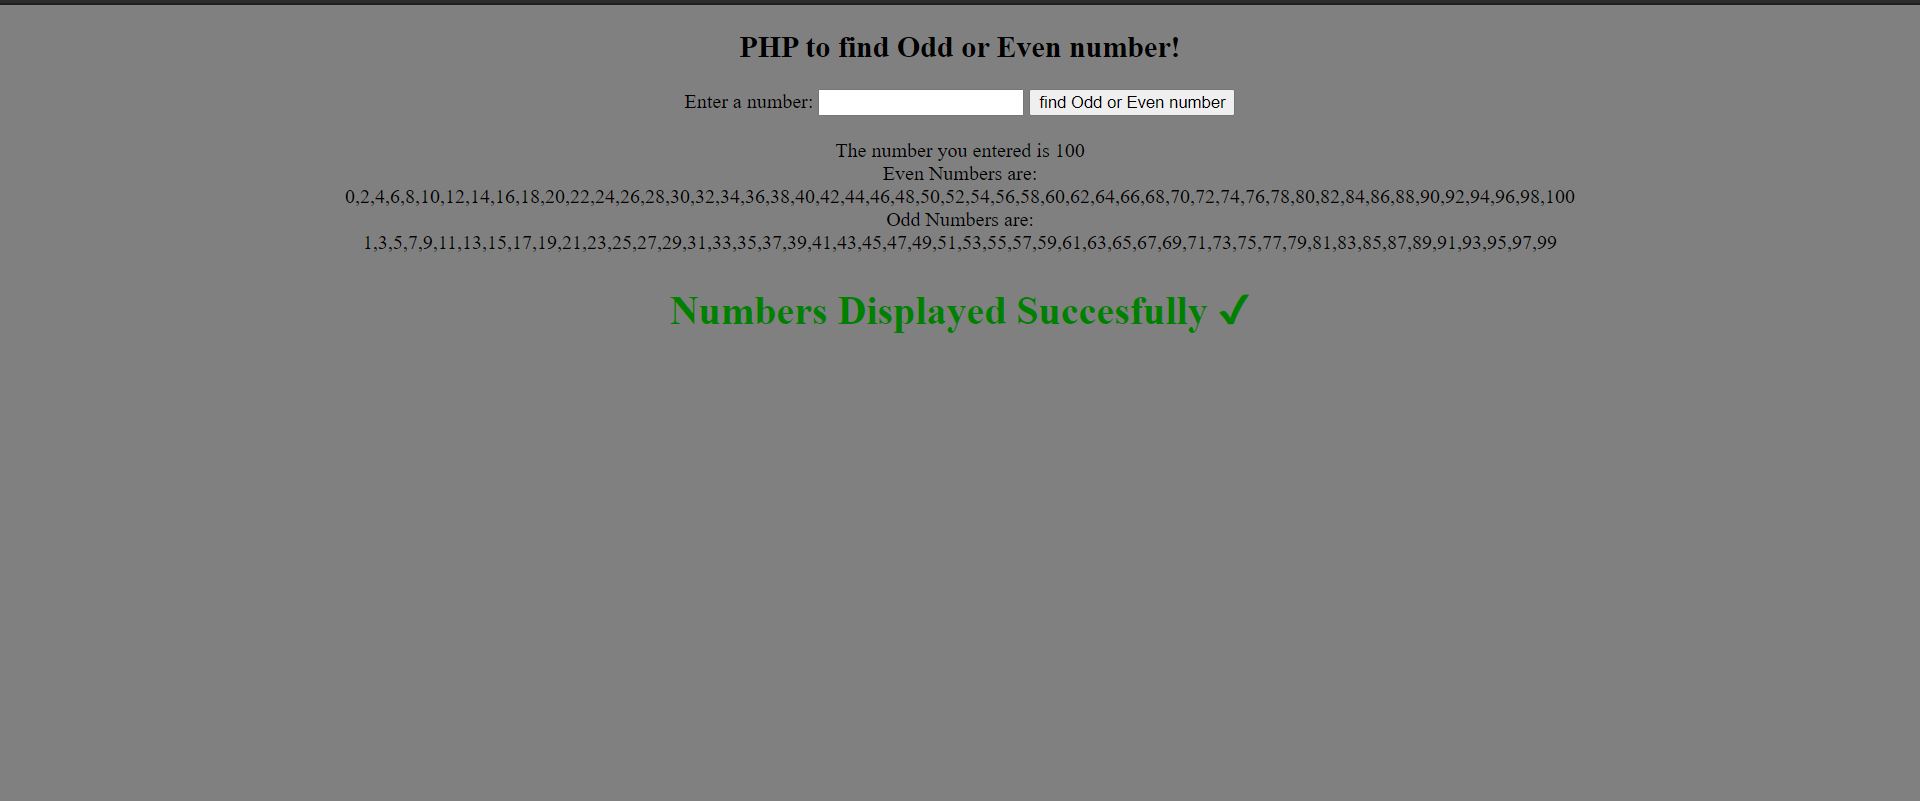 PHP to find Odd or Even number!
Enter a number: find Odd or Even number
The number you entered is 100
Even Numbers are:
0,2,4,6,8,10,12,14,16,18,20,22,24,26,28,30,32,34,36,38,40,42,44,46,48,50,52,54,56,58,60,62,64,66,68,70,72,74,76,78,80,82,84,86,88,90,92,94,96,98,100
Odd Numbers are:
1,3,5,7,9,11,13,15,17,19,21,23,25,27,29,31,33,35,37,39,41,43,45,47,49,51,53,55,57,59,61,63,65,67,69,71,73,75,77,79,81,83,85,87,89,91,93,95,97,99
Numbers Displayed Succesfully ✔